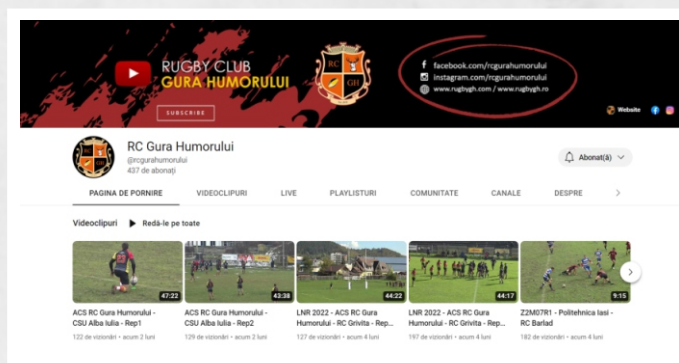 RUGBY CLUB
GURA HUMORULUI
SUBSCRIBE
RC
GH
facebook.com/rcgurahumorului
instagram.com/rcgurahumorului
www.rugbygh.com / www.rugbygh.ro
Website
RC Gura Humorului
@rcgurahumorului
437 de abonați
Abonat(ă)
PAGINA DE PORNIRE VIDEOCLIPURI LIVE PLAYLISTURI COMUNITATE CANALE DESPRE
Videoclipuri Redă-le pe toate
47:22 43:38 44:22 44:17 9:15
ACS RC Gura Humorului - CSU Alba Iulia - Rep1
122 de vizionări • acum 2 luni
ACS RC Gura Humorului - CSU Alba Iulia - Rep2
129 de vizionări • acum 2 luni
LNR 2022 - ACS RC Gura Humorului - RC Grivita - Rep...
127 de vizionări • acum 4 luni
LNR 2022 - ACS RC Gura Humorului - RC Grivita - Rep...
197 de vizionări • acum 4 luni
Z2M07R1 - Politehnica Iasi - RC Barlad
182 de vizionări • acum 4 luni